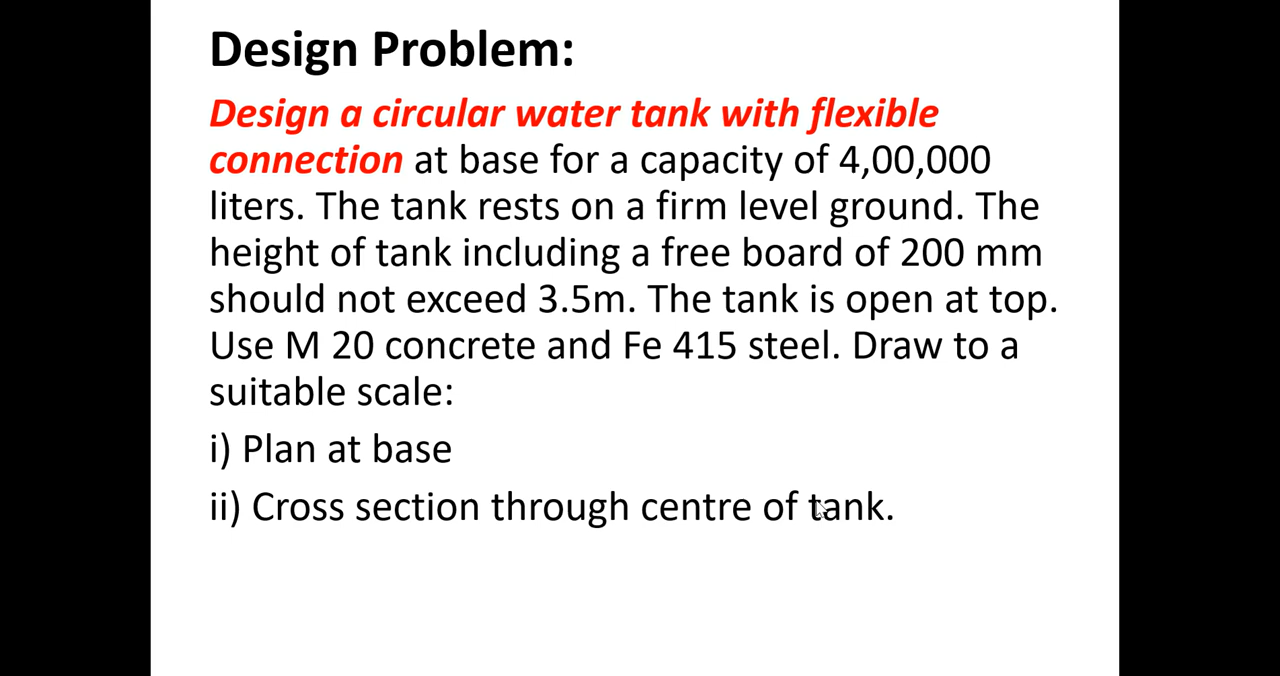 Design Problem:
Design a circular water tank with flexible
connection at base for a capacity of 4,00,000
liters. The tank rests on a firm level ground. The
height of tank including a free board of 200 mm
should not exceed 3.5m. The tank is open at top.
Use M 20 concrete and Fe 415 steel. Draw to a
suitable scale:
i) Plan at base
ii) Cross section through centre of tank.